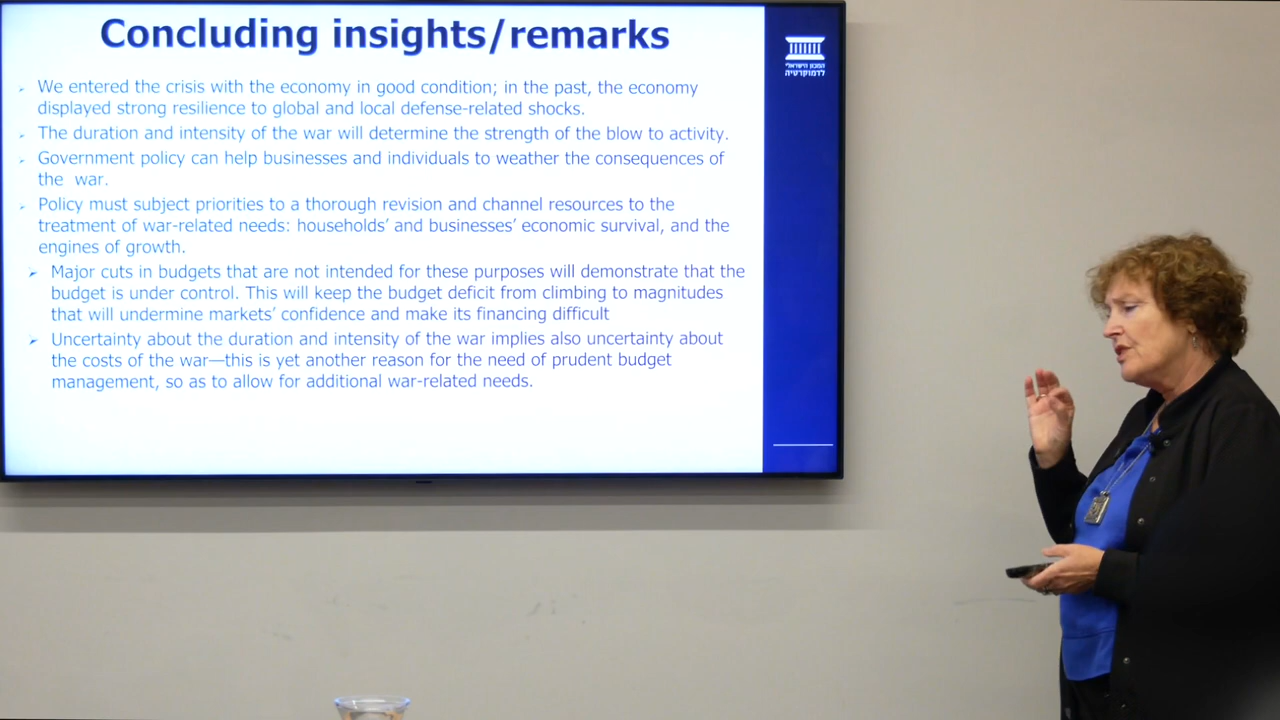 Concluding insights/remarks
המכון הישראלי
לדמוקרטיה
We entered the crisis with the economy in good condition; in the past, the economy
displayed strong resilience to global and local defense-related shocks.
The duration and intensity of the war will determine the strength of the blow to activity.
Government policy can help businesses and individuals to weather the consequences of
the war.
Policy must subject priorities to a thorough revision and channel resources to the
treatment of war-related needs: households' and businesses' economic survival, and the
engines of growth.
Major cuts in budgets that are not intended for these purposes will demonstrate that the
budget is under control. This will keep the budget deficit from climbing to magnitudes
that will undermine markets' confidence and make its financing difficult
Uncertainty about the duration and intensity of the war implies also uncertainty about
the costs of the war—this is yet another reason for the need of prudent budget
management, so as to allow for additional war-related needs.